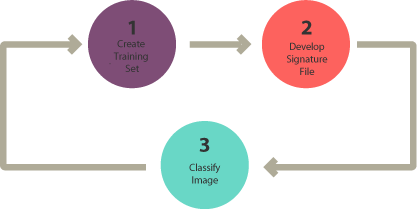 1
Create
Training
Set
2
Develop
Signature
File
3
Classify
Image